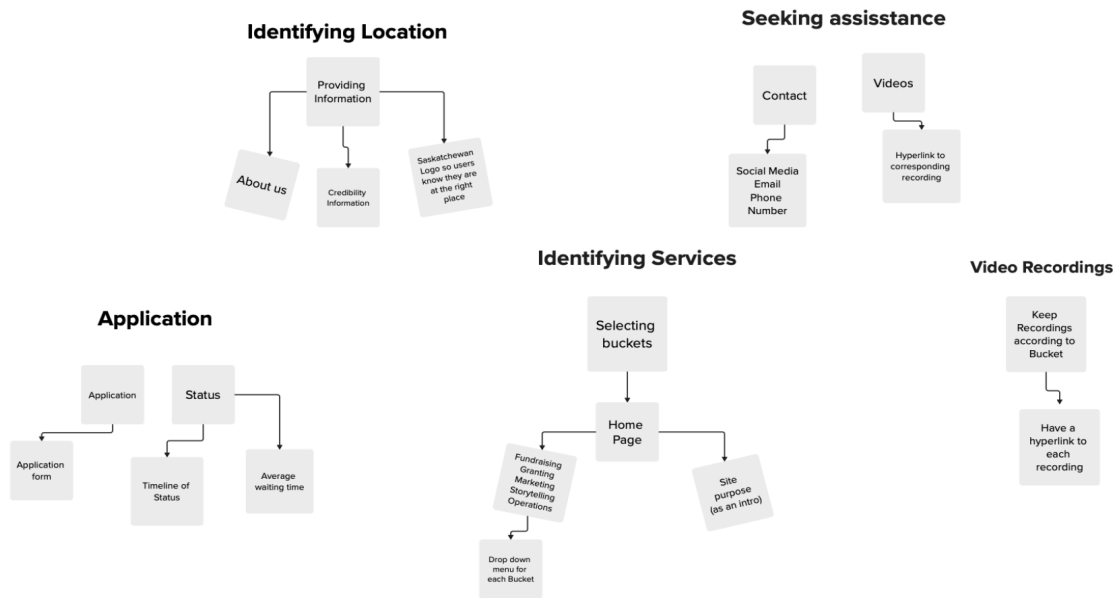 Identifying Location
Providing
Information
About us
Credibility
Information
Saskatchewan
Logo so users
know they are
at the right
place
Seeking assisstance
Contact
Social Media
Email
Phone
Number
Videos
Hyperlink to
corresponding
recording
Application
Application
Application
form
Status
Timeline of
Status
Average
waiting time
Identifying Services
Selecting
buckets
Home
Page
Fundraising
Granting
Marketing
Storytelling
Operations
Drop down
menu for
each Bucket
Site
purpose
(as an intro)
Video Recordings
Keep
Recordings
according to
Bucket
Have a
hyperlink to
each
recording